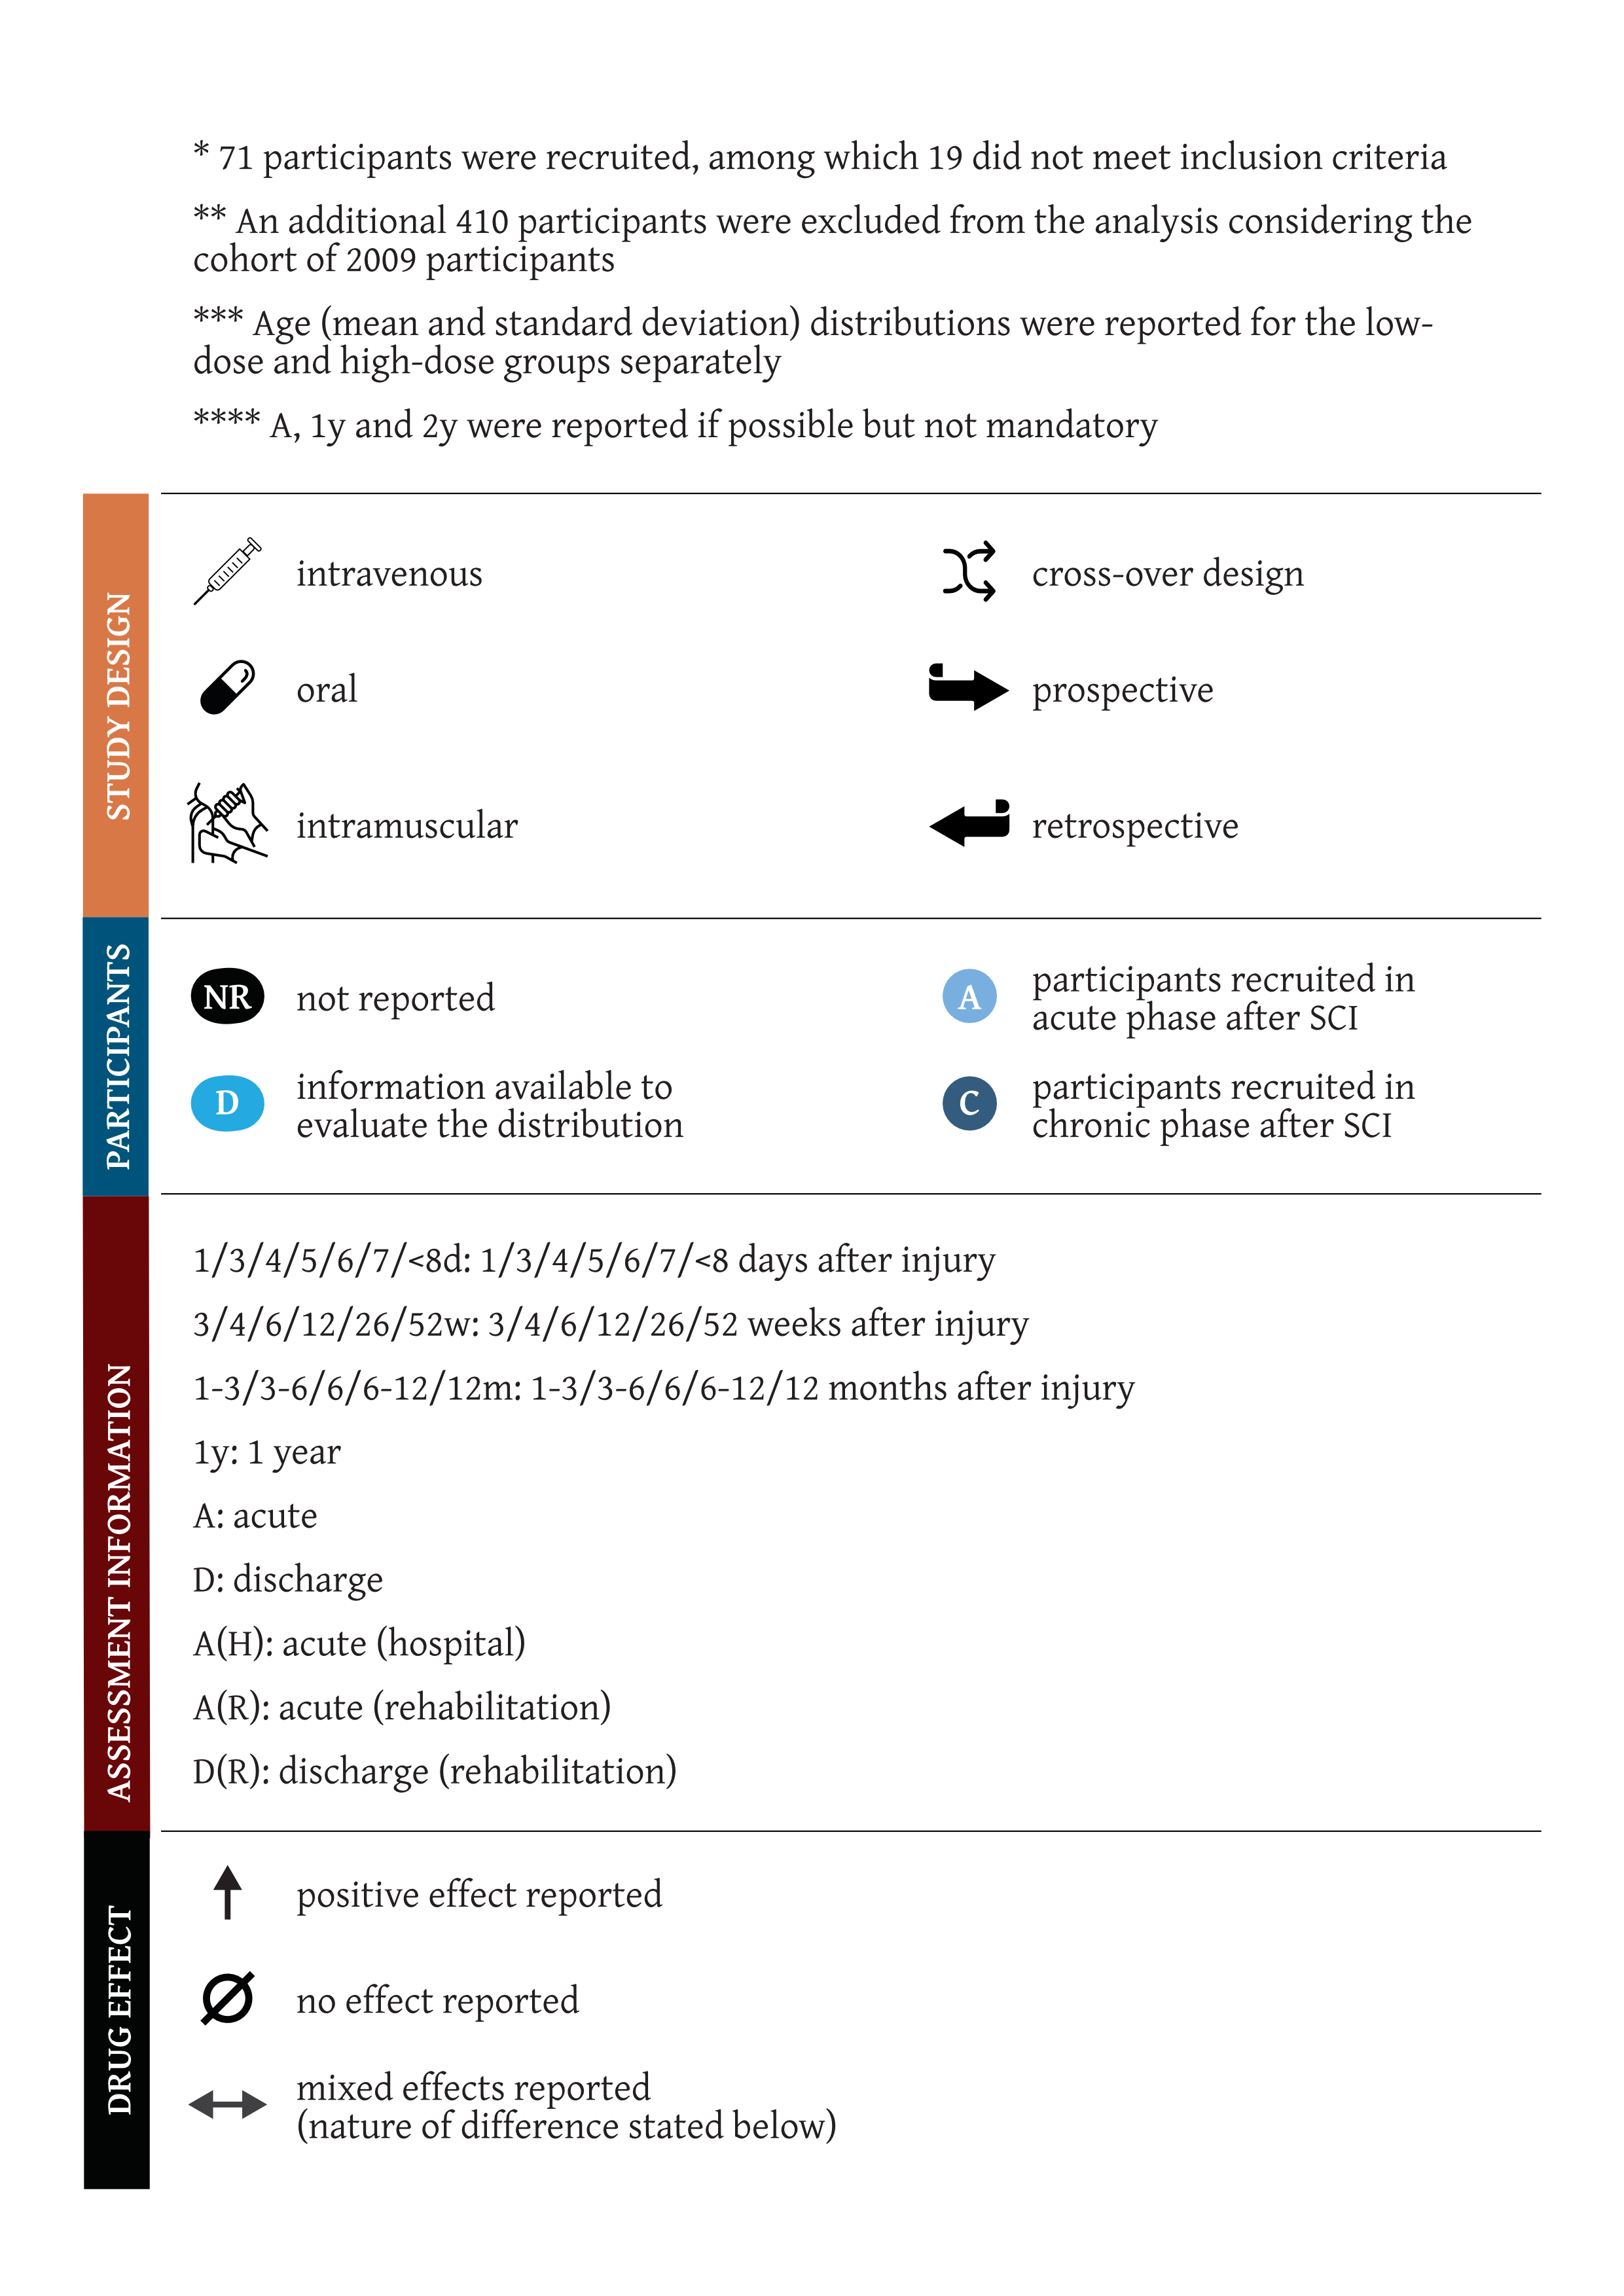 * 71 participants were recruited, among which 19 did not meet inclusion criteria
** An additional 410 participants were excluded from the analysis considering the
cohort of 2009 participants
*** Age (mean and standard deviation) distributions were reported for the low-
dose and high-dose groups separately
**** A, 1y and 2y were reported if possible but not mandatory
STUDY DESIGN
intravenous
cross-over design
oral
prospective
intramuscular
retrospective
PARTICIPANTS
NR
not reported
A
participants recruited in
acute phase after SCI
D
information available to
evaluate the distribution
C
participants recruited in
chronic phase after SCI
ASSESSMENT INFORMATION
1/3/4/5/6/7/<8d: 1/3/4/5/6/7/<8 days after injury
3/4/6/12/26/52w: 3/4/6/12/26/52 weeks after injury
1-3/3-6/6/6-12/12m: 1-3/3-6/6/6-12/12 months after injury
1y: 1 year
A: acute
D: discharge
A(H): acute (hospital)
A(R): acute (rehabilitation)
D(R): discharge (rehabilitation)
DRUG EFFECT
positive effect reported
no effect reported
mixed effects reported
(nature of difference stated below)